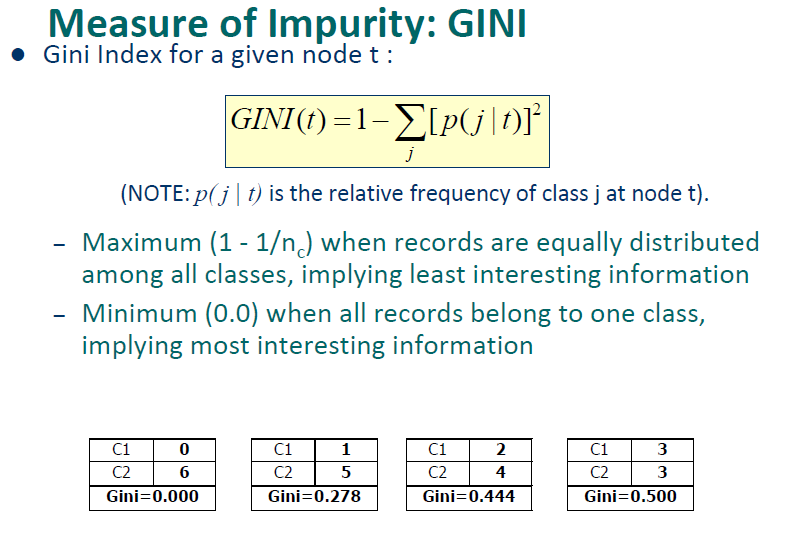 Measure of Impurity: GINI
● Gini Index for a given node t :
GINI(t) = 1 − ∑[p(j | t)]²
j
(NOTE: p( j | t) is the relative frequency of class j at node t).
– Maximum (1 - 1/nc) when records are equally distributed
among all classes, implying least interesting information
– Minimum (0.0) when all records belong to one class,
implying most interesting information
C1 0 C1 1 C1 2 C1 3
C2 6 C2 5 C2 4 C2 3
Gini=0.000 Gini=0.278 Gini=0.444 Gini=0.500